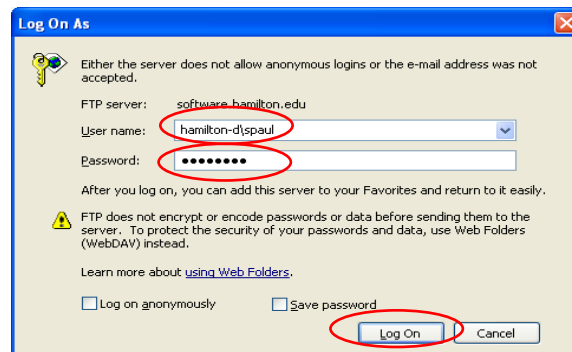 Log On As
Either the server does not allow anonymous logins or the e-mail address was not
accepted.
FTP server: software.hamilton.edu
User name: hamilton-d\spaul
Password: ●●●●●●●●
After you log on, you can add this server to your Favorites and return to it easily.
FTP does not encrypt or encode passwords or data before sending them to the
server. To protect the security of your passwords and data, use Web Folders
(WebDAV) instead.
Learn more about using Web Folders.
Log on anonymously Save password
Log On Cancel